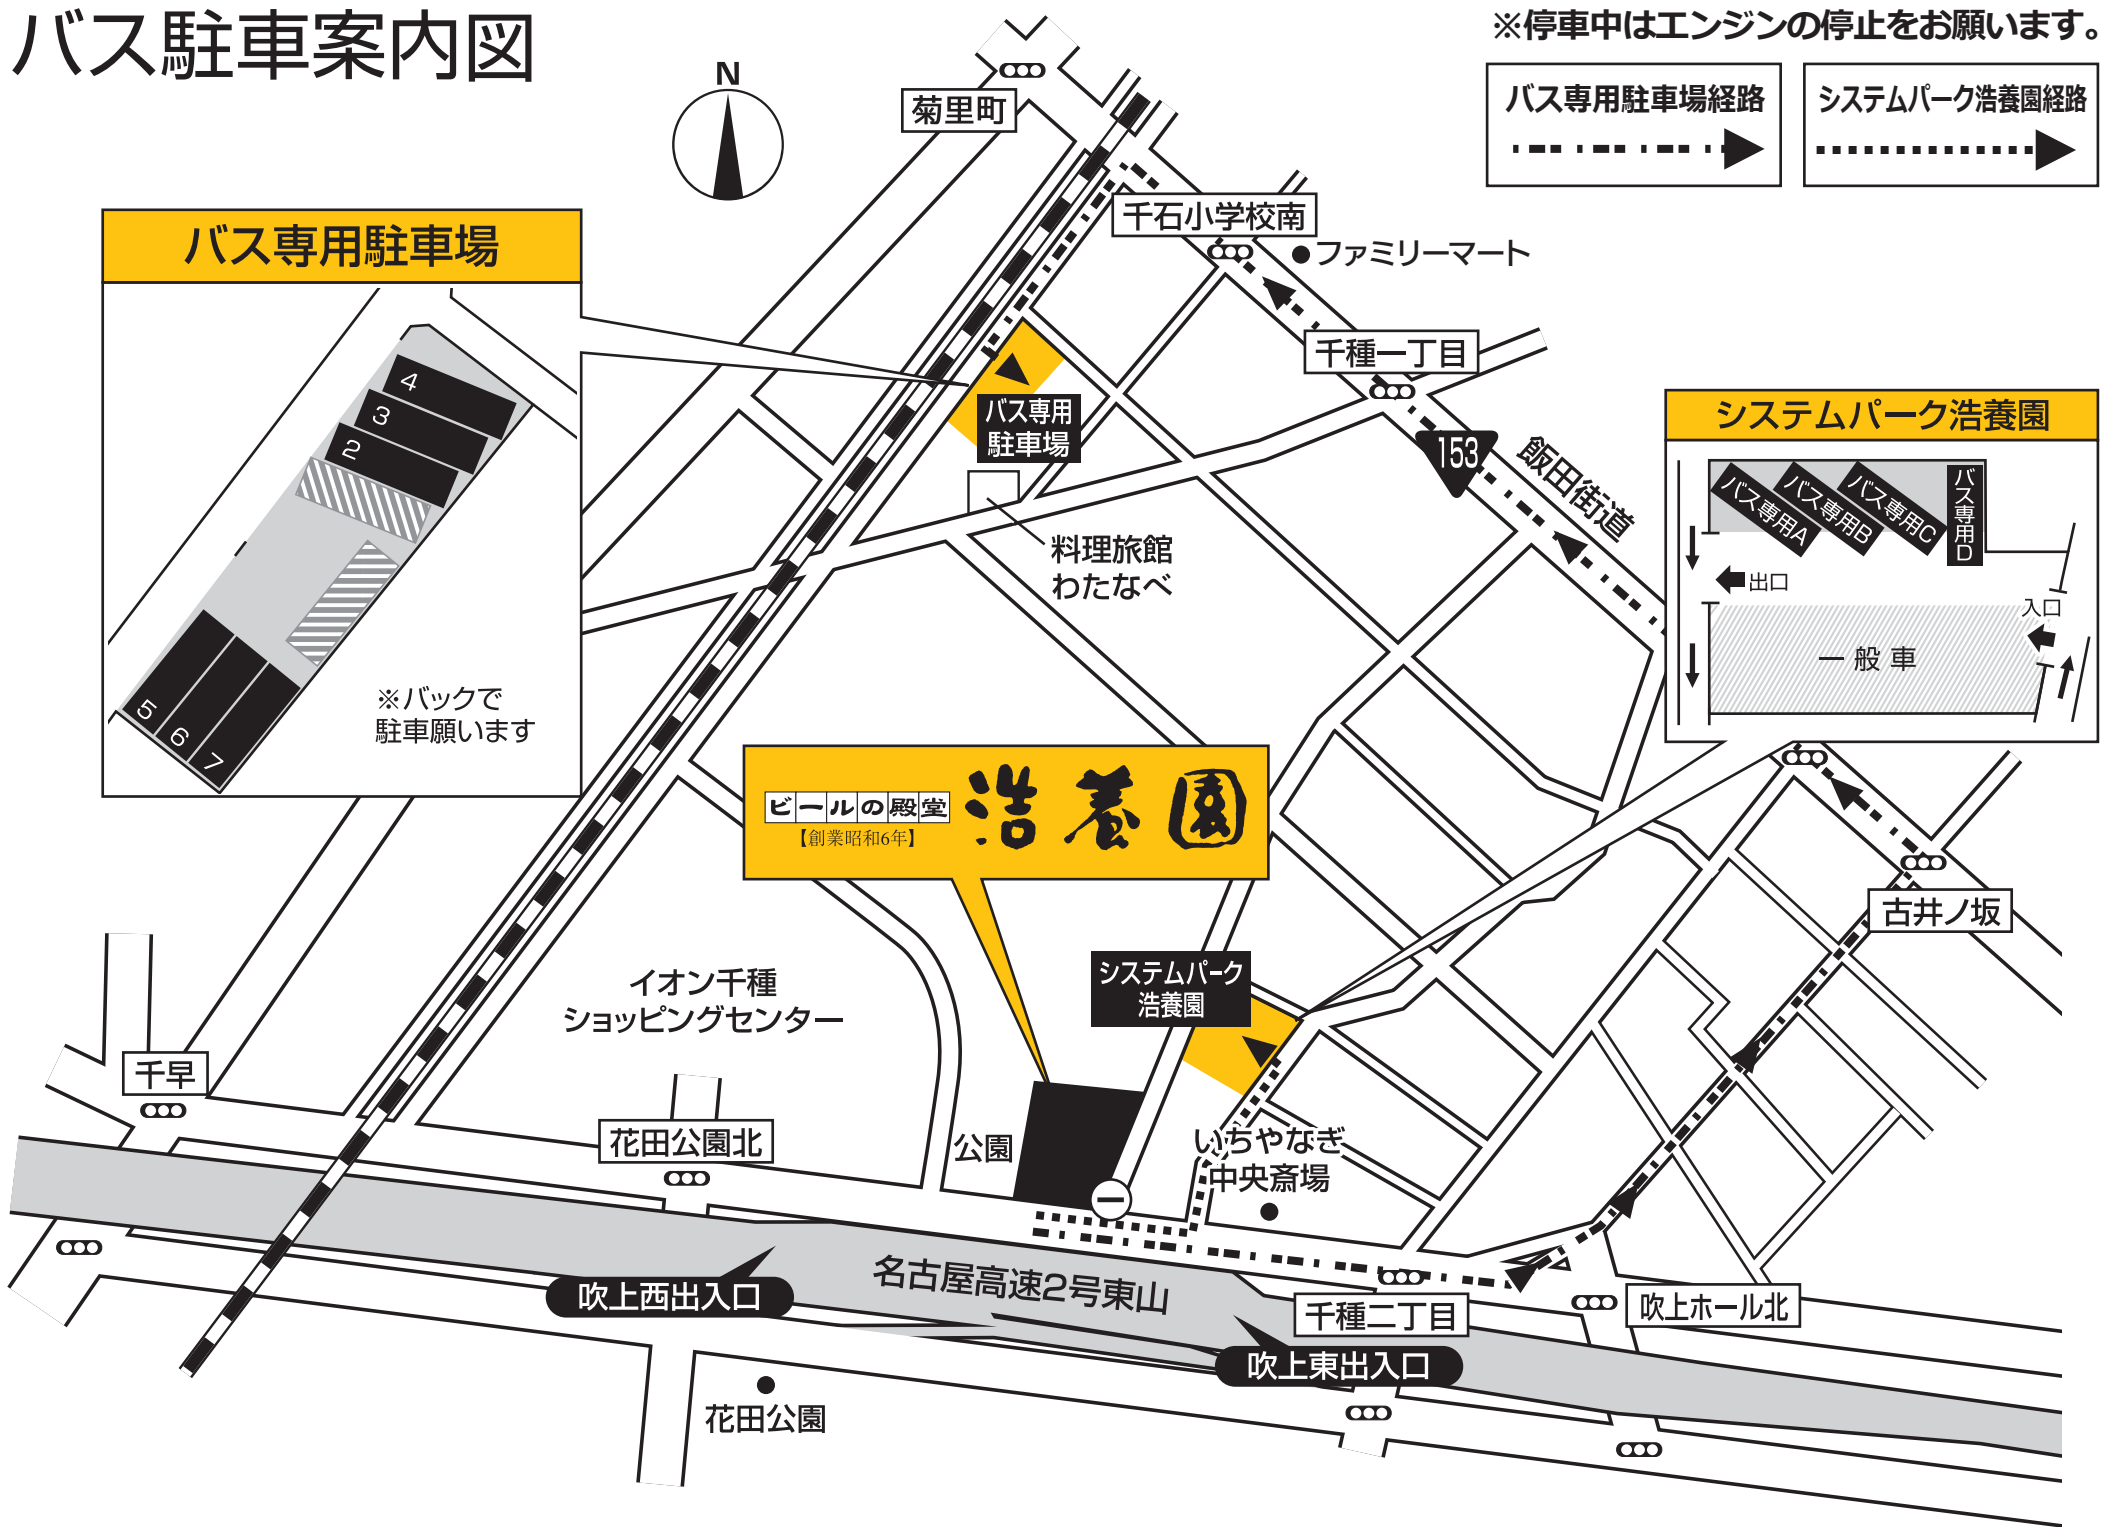 バス駐車案内図
※停車中はエンジンの停止をお願います。
バス専用駐車場経路
システムパーク浩養園経路
N
菊里町
千石小学校南
ファミリーマート
千種一丁目
153
飯田街道
バス専用駐車場
4
3
2
5
6
7
※バックで
駐車願います
バス専用
駐車場
料理旅館
わたなべ
システムパーク浩養園
バス専用A
バス専用B
バス専用C
バス専用D
出口
入口
一般車
ビールの殿堂
【創業昭和6年】
浩養園
古井ノ坂
システムパーク
浩養園
イオン千種
ショッピングセンター
千早
花田公園北
公園
いちやなぎ
中央斎場
名古屋高速2号東山
吹上西出入口
千種二丁目
吹上ホール北
吹上東出入口
花田公園